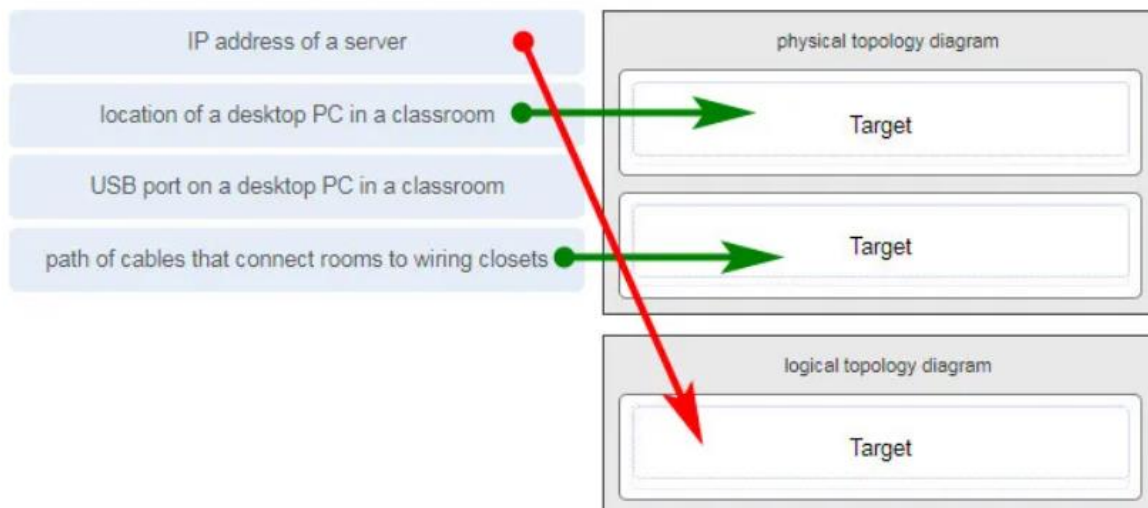 IP address of a server
location of a desktop PC in a classroom
USB port on a desktop PC in a classroom
path of cables that connect rooms to wiring closets
physical topology diagram
Target
Target
logical topology diagram
Target